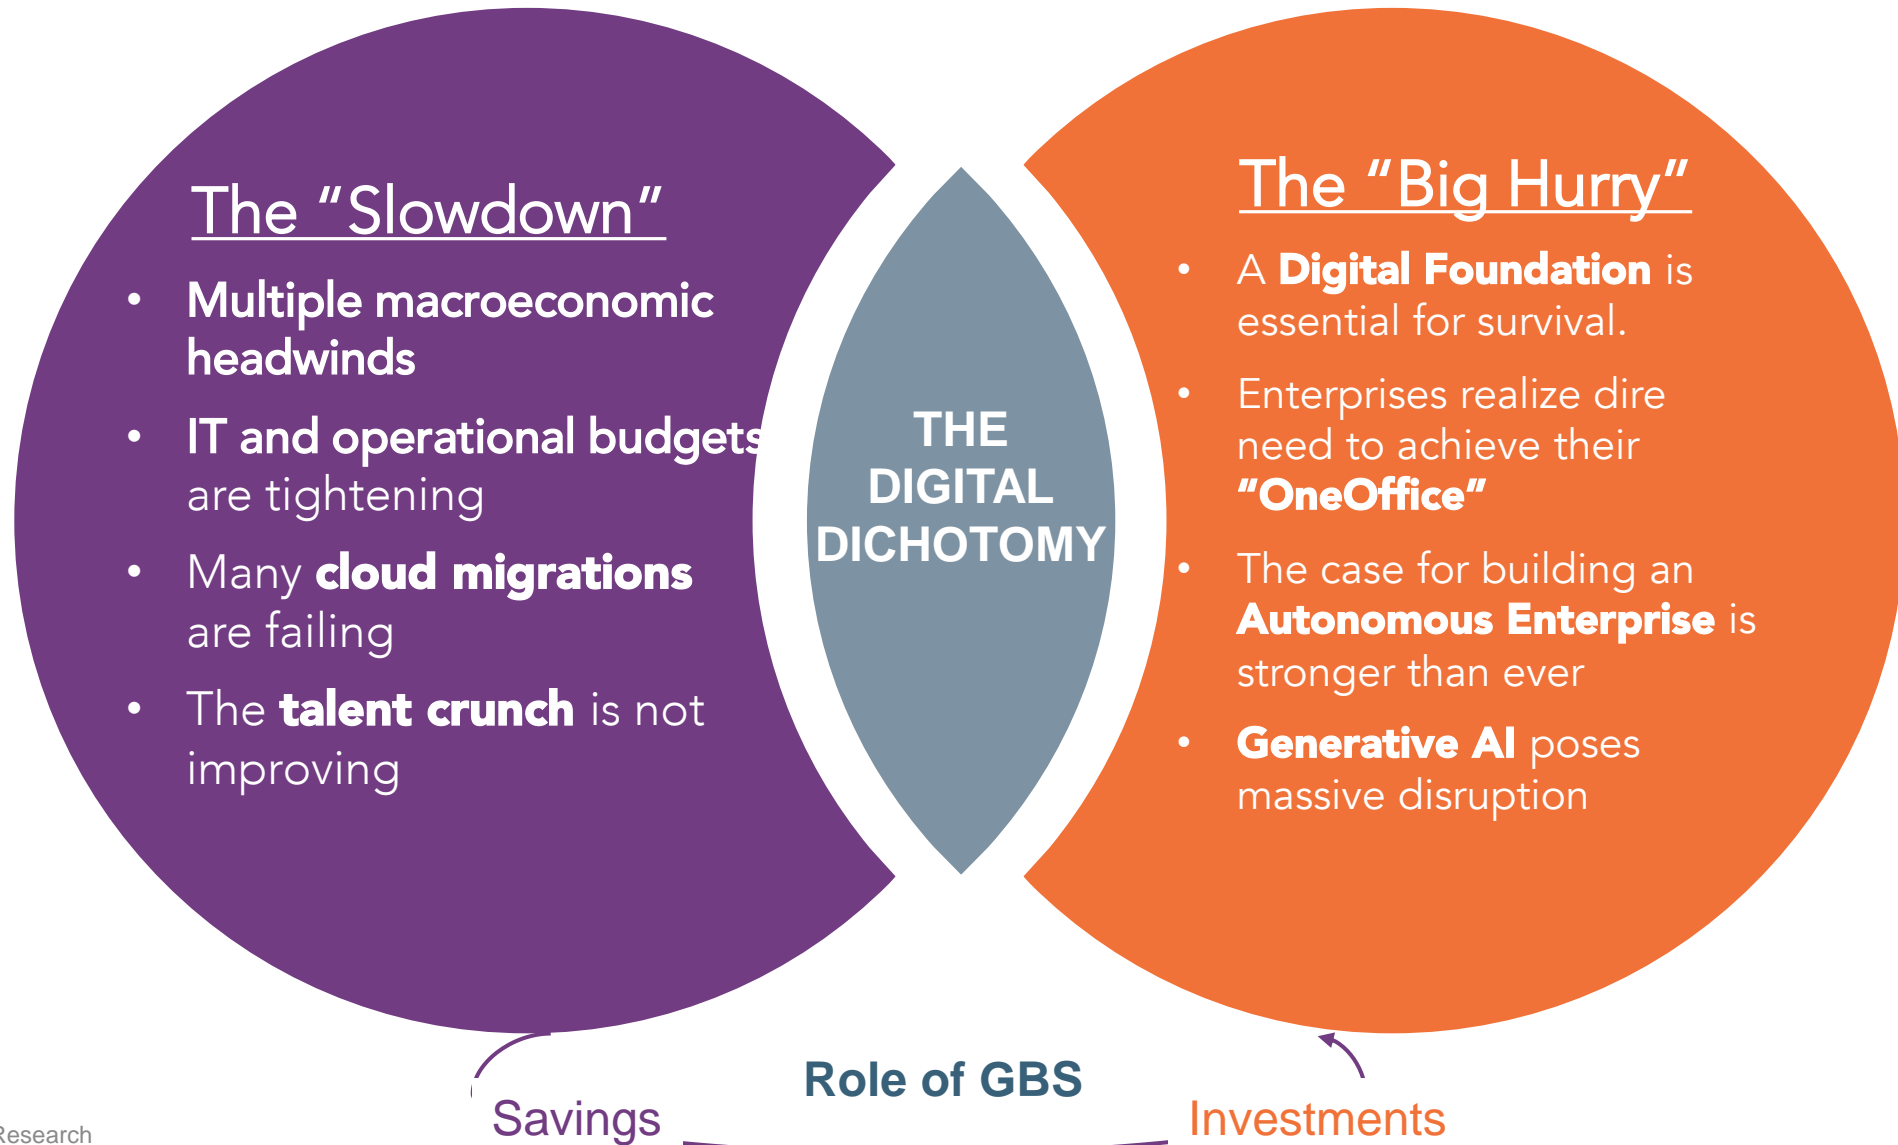 The “Slowdown”
• Multiple macroeconomic
headwinds
• IT and operational budgets
are tightening
• Many cloud migrations
are failing
• The talent crunch is not
improving
THE
DIGITAL
DICHOTOMY
The “Big Hurry”
• A Digital Foundation is
essential for survival.
• Enterprises realize dire
need to achieve their
“OneOffice”
• The case for building an
Autonomous Enterprise is
stronger than ever
• Generative AI poses
massive disruption
Role of GBS
Savings
Investments
Research